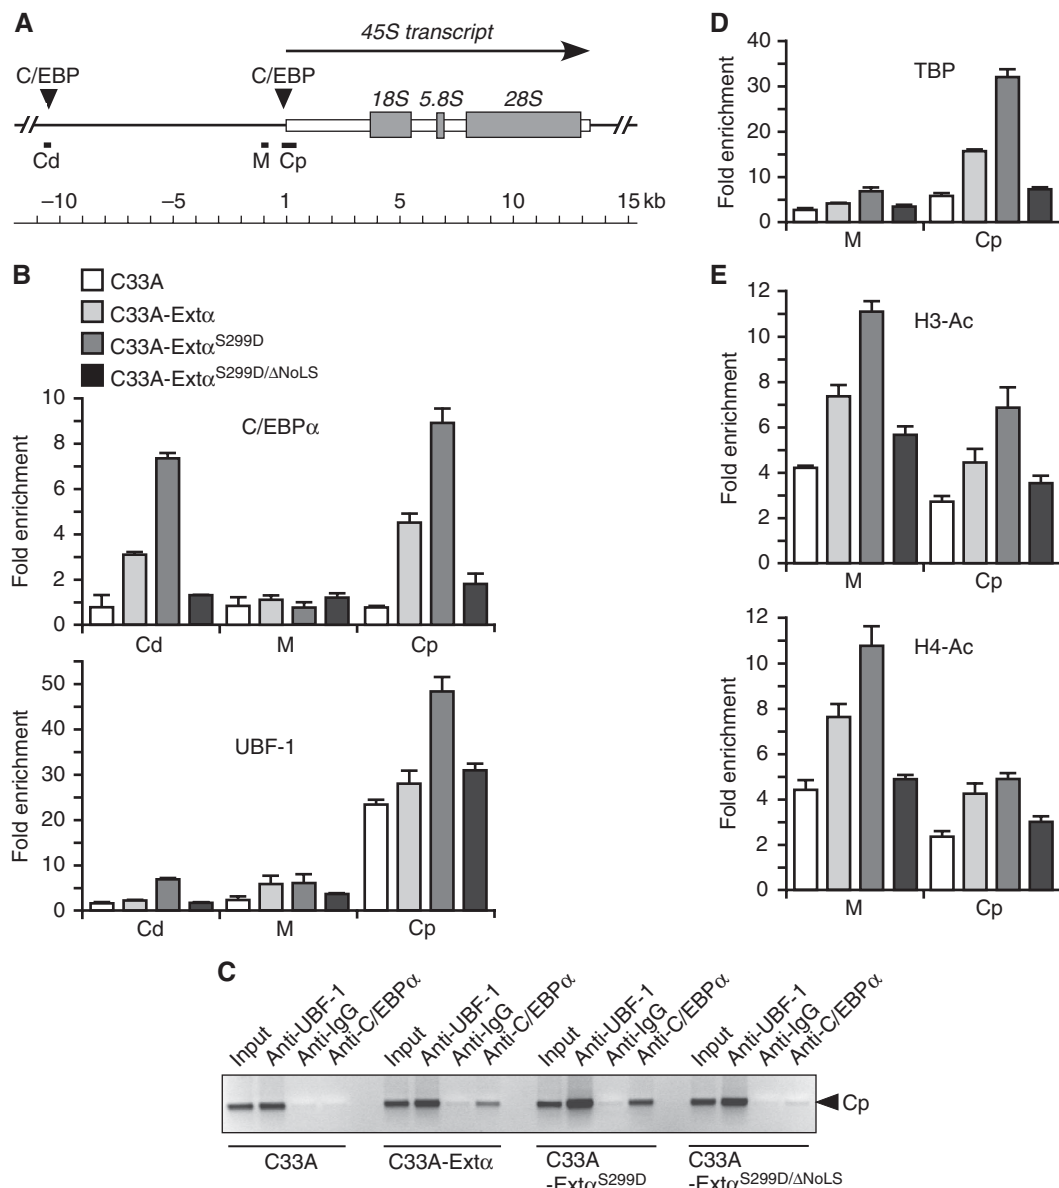 A
45S transcript
C/EBP
C/EBP
18S 5.8S 28S
Cd
M Cp
–10 –5 1 5 10 15 kb
B
C33A
C33A-Extα
C33A-Extα^S299D
C33A-Extα^S299D/ΔNoLS
10
8
6
4
2
0
Fold enrichment
C/EBPα
Cd M Cp
50
40
30
20
10
0
Fold enrichment
UBF-1
Cd M Cp
C
Input
Anti-UBF-1
Anti-IgG
Anti-C/EBPα
Input
Anti-UBF-1
Anti-IgG
Anti-C/EBPα
Input
Anti-UBF-1
Anti-IgG
Anti-C/EBPα
Input
Anti-UBF-1
Anti-IgG
Anti-C/EBPα
Cp
C33A
C33A-Extα
C33A
-Extα^S299D
C33A
-Extα^S299D/ΔNoLS
D
40
30
20
10
0
Fold enrichment
TBP
M Cp
E
12
10
8
6
4
2
0
Fold enrichment
H3-Ac
M Cp
12
10
8
6
4
2
0
Fold enrichment
H4-Ac
M Cp